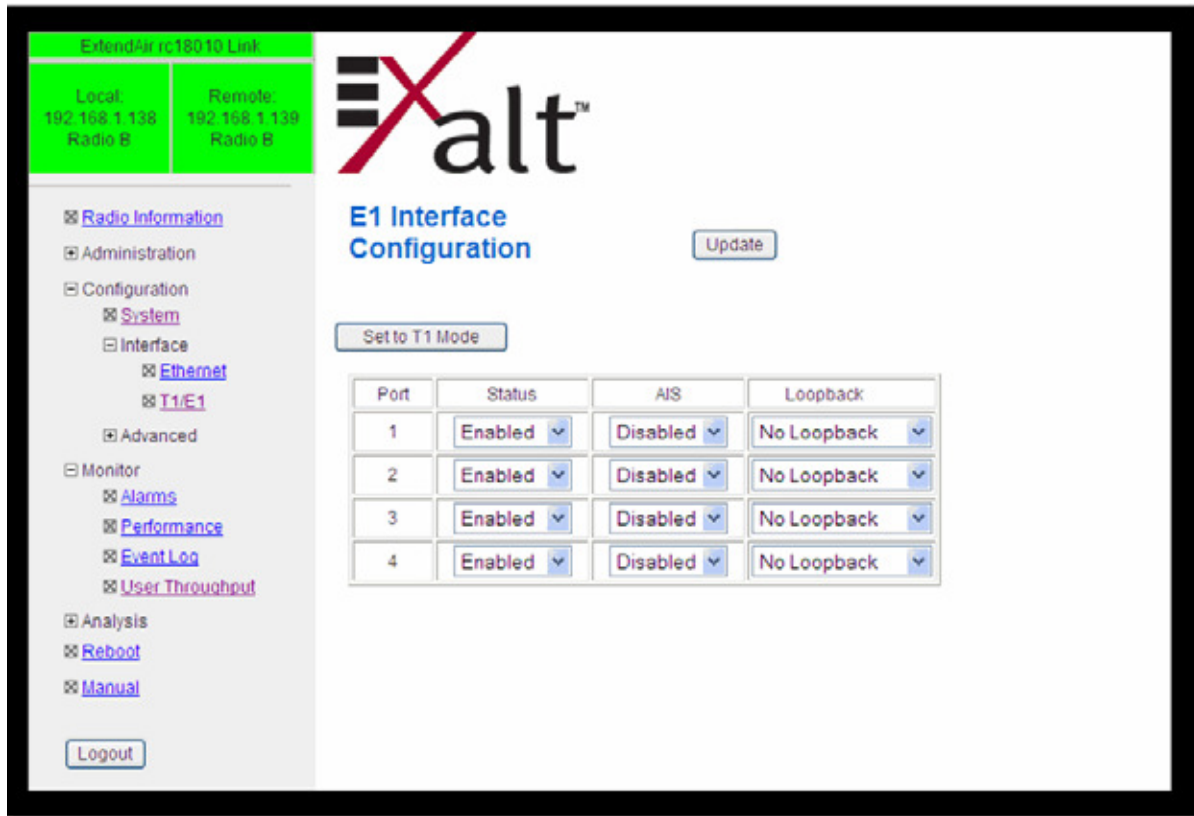 ExtendAir rc18010 Link
Local:
192.168.1.138
Radio B
Remote:
192.168.1.139
Radio B
Radio Information
Administration
Configuration
System
Interface
Ethernet
T1/E1
Advanced
Monitor
Alarms
Performance
Event Log
User Throughput
Analysis
Reboot
Manual
Logout
EXalt™
E1 Interface
Configuration
Update
Set to T1 Mode
Port Status AIS Loopback
1 Enabled Disabled No Loopback
2 Enabled Disabled No Loopback
3 Enabled Disabled No Loopback
4 Enabled Disabled No Loopback